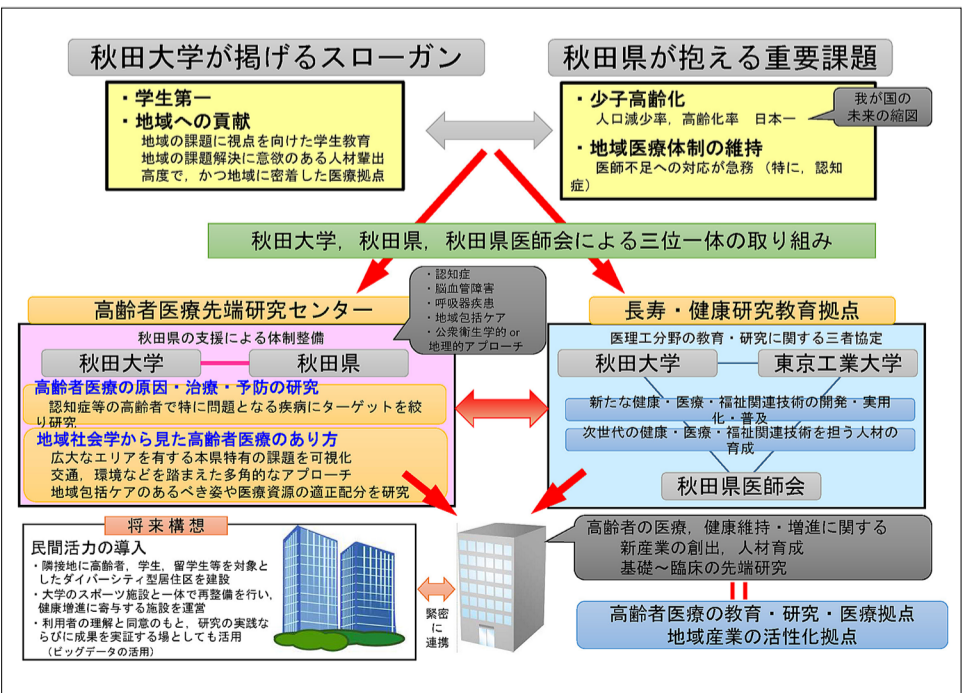 秋田大学が掲げるスローガン
・学生第一
・地域への貢献
地域の課題に視点を向けた学生教育
地域の課題解決に意欲のある人材輩出
高度で，かつ地域に密着した医療拠点
秋田県が抱える重要課題
・少子高齢化
人口減少率，高齢化率　日本一
・地域医療体制の維持
医師不足への対応が急務（特に，認知
症）
我が国の
未来の縮図
秋田大学，秋田県，秋田県医師会による三位一体の取り組み
・認知症
・脳血管障害
・呼吸器疾患
・地域包括ケア
・公衆衛生学的 or
地理的アプローチ
高齢者医療先端研究センター
秋田県の支援による体制整備
秋田大学
秋田県
高齢者医療の原因・治療・予防の研究
認知症等の高齢者で特に問題となる疾病にターゲットを絞
り研究
地域社会学から見た高齢者医療のあり方
広大なエリアを有する本県特有の課題を可視化
交通，環境などを踏まえた多角的なアプローチ
地域包括ケアのあるべき姿や医療資源の適正配分を研究
長寿・健康研究教育拠点
医理工分野の教育・研究に関する三者協定
秋田大学
東京工業大学
新たな健康・医療・福祉関連技術の開発・実用
化・普及
次世代の健康・医療・福祉関連技術を担う人材の
育成
秋田県医師会
将来構想
民間活力の導入
・隣接地に高齢者，学生，留学生等を対象と
したダイバーシティ型居住区を建設
・大学のスポーツ施設と一体で再整備を行い，
健康増進に寄与する施設を運営
・利用者の理解と同意のもと，研究の実践な
らびに成果を実証する場としても活用
（ビッグデータの活用）
緊密
に
連携
高齢者の医療，健康維持・増進に関する
新産業の創出，人材育成
基礎～臨床の先端研究
高齢者医療の教育・研究・医療拠点
地域産業の活性化拠点